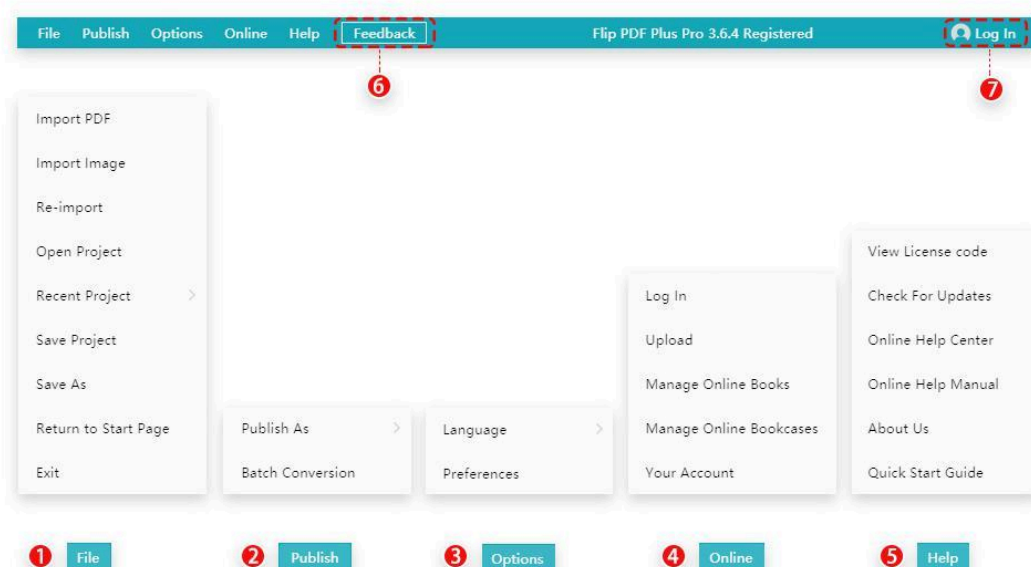 File Publish Options Online Help Feedback Flip PDF Plus Pro 3.6.4 Registered Log In
6
7
Import PDF
Import Image
Re-import
Open Project
Recent Project
Save Project
Save As
Return to Start Page
Exit
Publish As
Batch Conversion
Language
Preferences
Log In
Upload
Manage Online Books
Manage Online Bookcases
Your Account
View License code
Check For Updates
Online Help Center
Online Help Manual
About Us
Quick Start Guide
1 File
2 Publish
3 Options
4 Online
5 Help